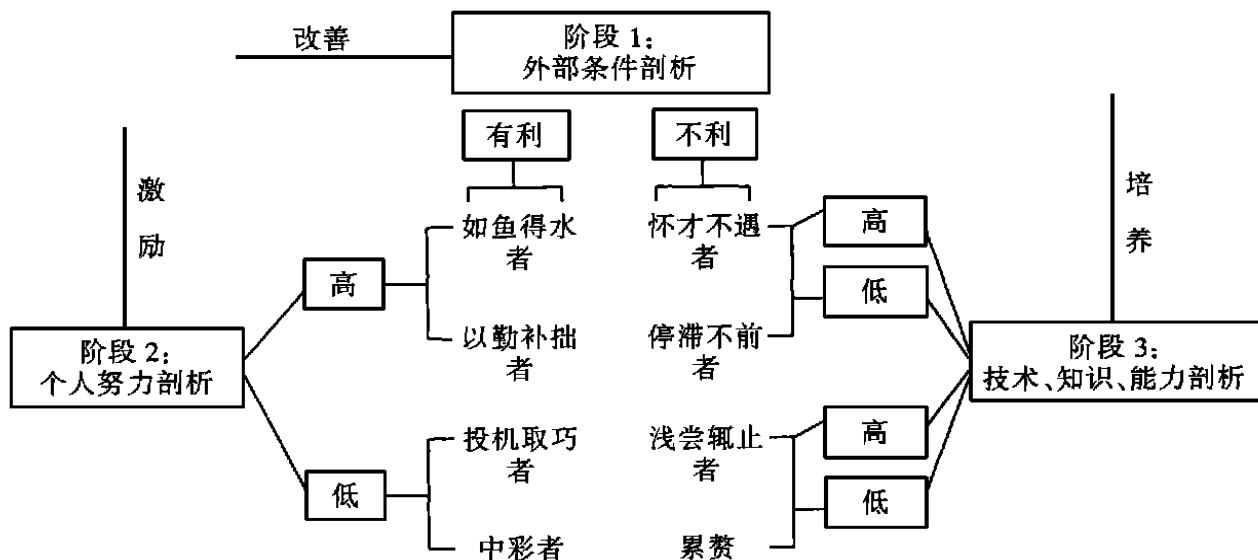 改善
阶段 1：
外部条件剖析
有利
不利
激
励
培
养
如鱼得水
者
怀才不遇
者
高
低
高
以勤补拙
者
停滞不前
者
阶段 2：
个人努力剖析
阶段 3：
技术、知识、能力剖析
投机取巧
者
浅尝辄止
者
高
低
低
中彩者
累赘